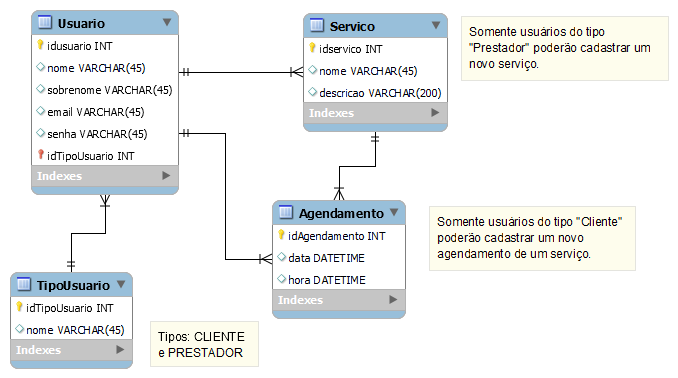 Usuario
idusuario INT
nome VARCHAR(45)
sobrenome VARCHAR(45)
email VARCHAR(45)
senha VARCHAR(45)
idTipoUsuario INT
Indexes
Servico
idservico INT
nome VARCHAR(45)
descricao VARCHAR(200)
Indexes
Somente usuários do tipo
"Prestador" poderão cadastrar um
novo serviço.
Agendamento
idAgendamento INT
data DATETIME
hora DATETIME
Indexes
Somente usuários do tipo "Cliente"
poderão cadastrar um novo
agendamento de um serviço.
TipoUsuario
idTipoUsuario INT
nome VARCHAR(45)
Indexes
Tipos: CLIENTE
e PRESTADOR